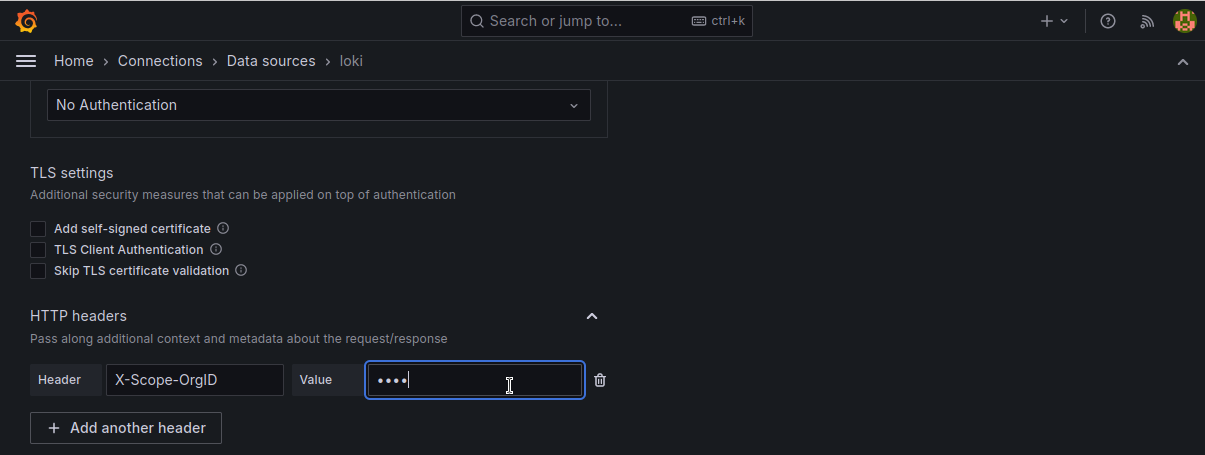 Search or jump to... ctrl+k
Home › Connections › Data sources › loki
No Authentication
TLS settings
Additional security measures that can be applied on top of authentication
Add self-signed certificate
TLS Client Authentication
Skip TLS certificate validation
HTTP headers
Pass along additional context and metadata about the request/response
Header X-Scope-OrgID Value ••••
Add another header